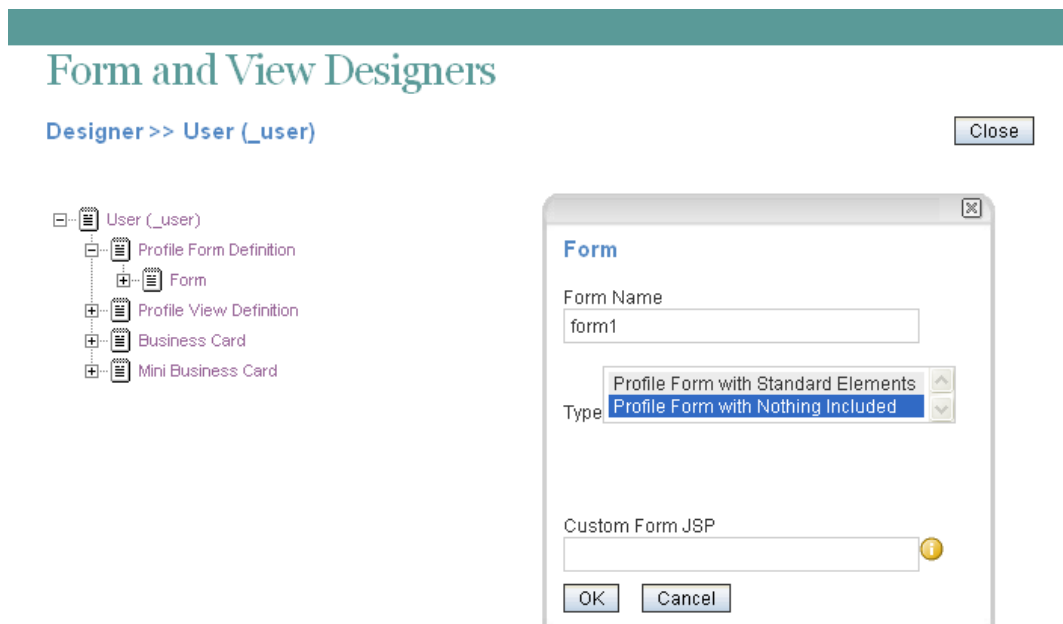 Form and View Designers
Designer >> User (_user)
Close
User (_user)
Profile Form Definition
Form
Profile View Definition
Business Card
Mini Business Card
Form
Form Name
form1
Type
Profile Form with Standard Elements
Profile Form with Nothing Included
Custom Form JSP
OK
Cancel